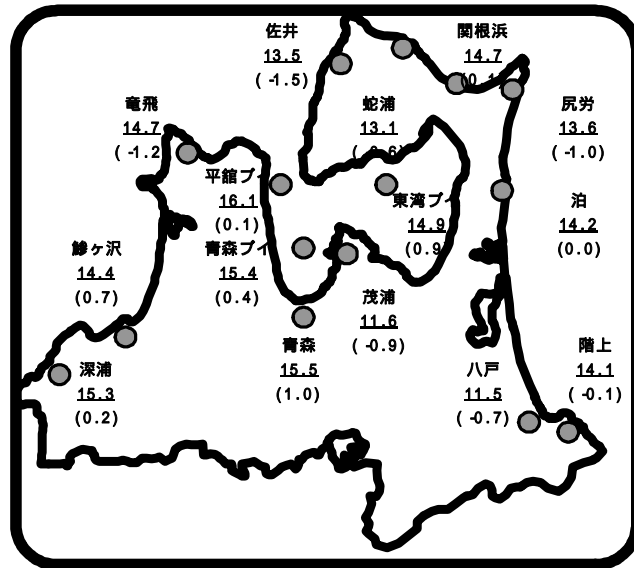 佐井
13.5
( -1.5)
関根浜
14.7
竜飛
14.7
( -1.2
蛇浦
13.1
尻労
13.6
( -1.0)
平舘ブイ
16.1
(0.1)
東湾ブイ
14.9
(0.9)
泊
14.2
(0.0)
鰺ヶ沢
14.4
(0.7)
青森ブイ
15.4
(0.4)
茂浦
11.6
( -0.9)
深浦
15.3
(0.2)
青森
15.5
(1.0)
八戸
11.5
( -0.7)
階上
14.1
( -0.1)